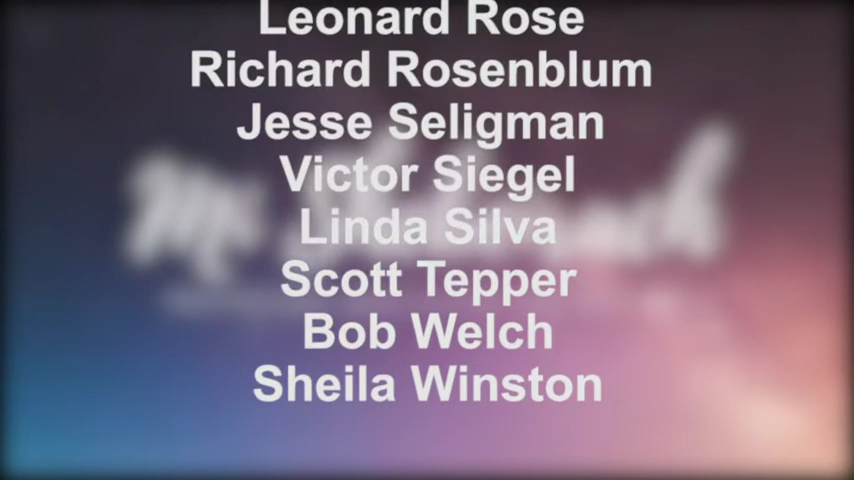 Leonard Rose
Richard Rosenblum
Jesse Seligman
Victor Siegel
Linda Silva
Scott Tepper
Bob Welch
Sheila Winston